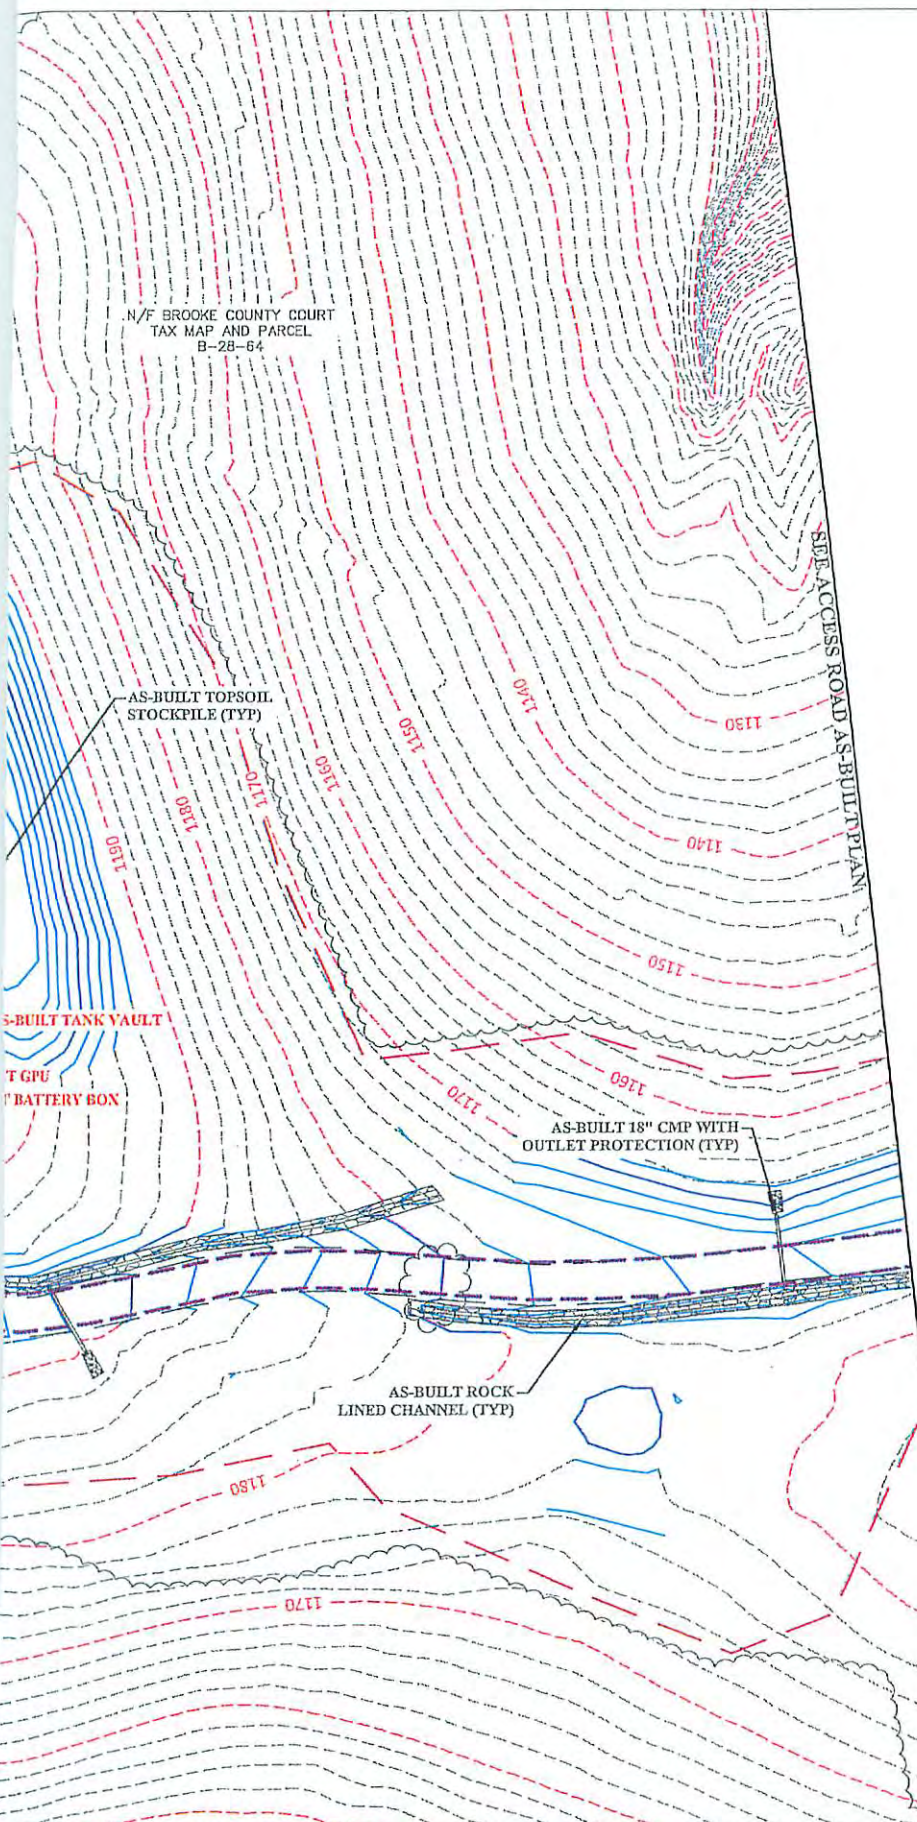 N/F BROOKE COUNTY COURT
TAX MAP AND PARCEL
B-28-64
SEE ACCESS ROAD AS-BUILT PLAN
AS-BUILT TOPSOIL
STOCKPILE (TYP)
1140
1130
1150
1160
1170
1180
1190
1140
1150
S-BUILT TANK VAULT
T GPU
T BATTERY BOX
1160
1170
AS-BUILT 18" CMP WITH
OUTLET PROTECTION (TYP)
AS-BUILT ROCK
LINED CHANNEL (TYP)
1180
1170